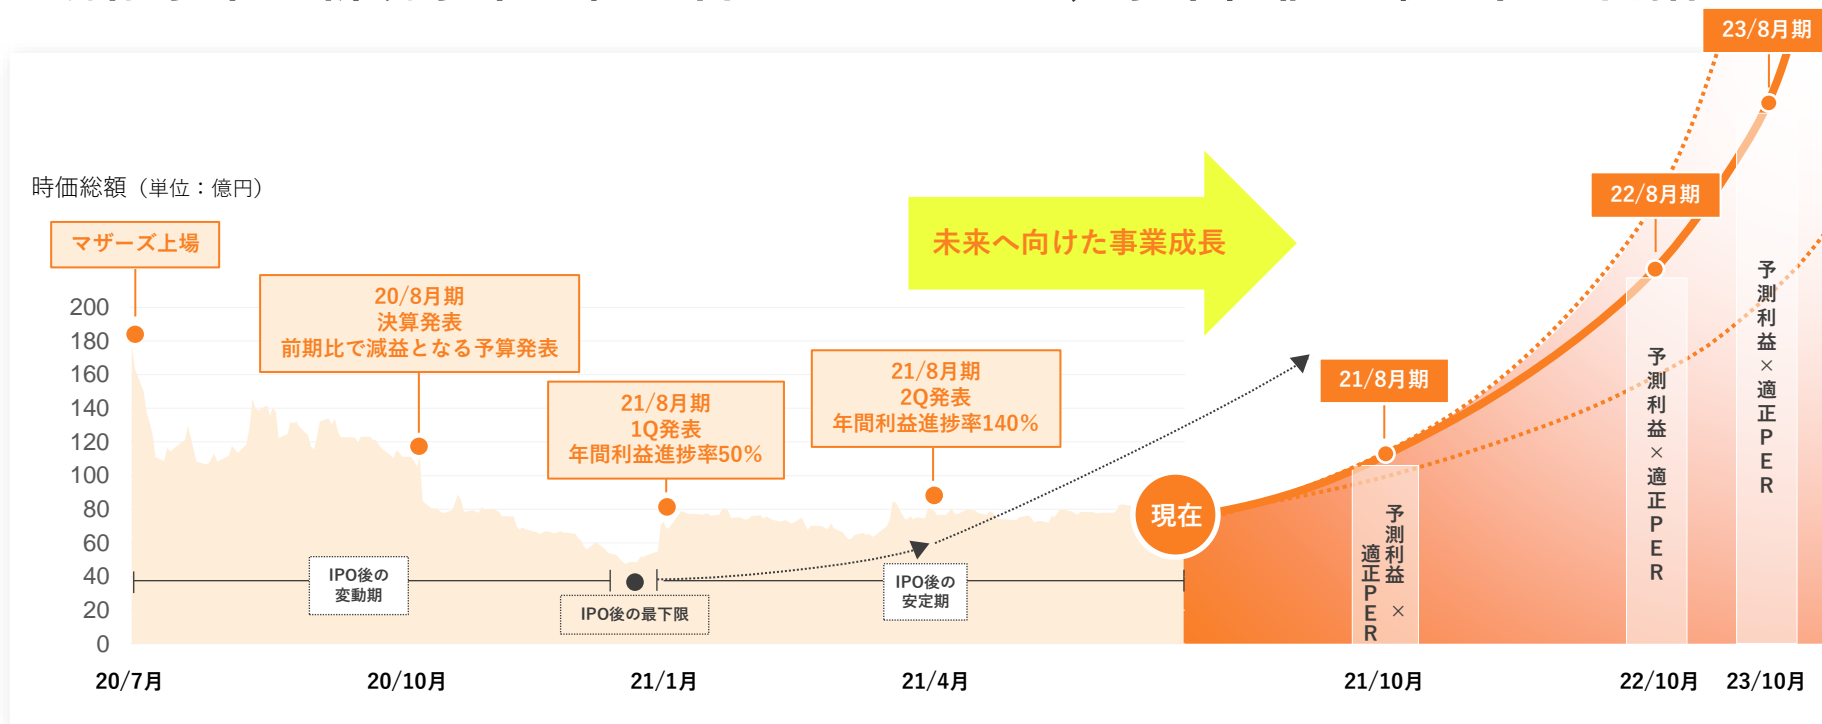 23/8月期
時価総額（単位：億円）
マザーズ上場
22/8月期
未来へ向けた事業成長
20/8月期
決算発表
前期比で減益となる予算発表
21/8月期
2Q発表
年間利益進捗率140%
21/8月期
21/8月期
1Q発表
年間利益進捗率50%
200
180
160
140
120
100
80
60
40
20
0
現在
予測利益×適正PER
予測利益×適正PER
予測利益×
適正PER
IPO後の
変動期
IPO後の最下限
IPO後の
安定期
20/7月
20/10月
21/1月
21/4月
21/10月
22/10月
23/10月